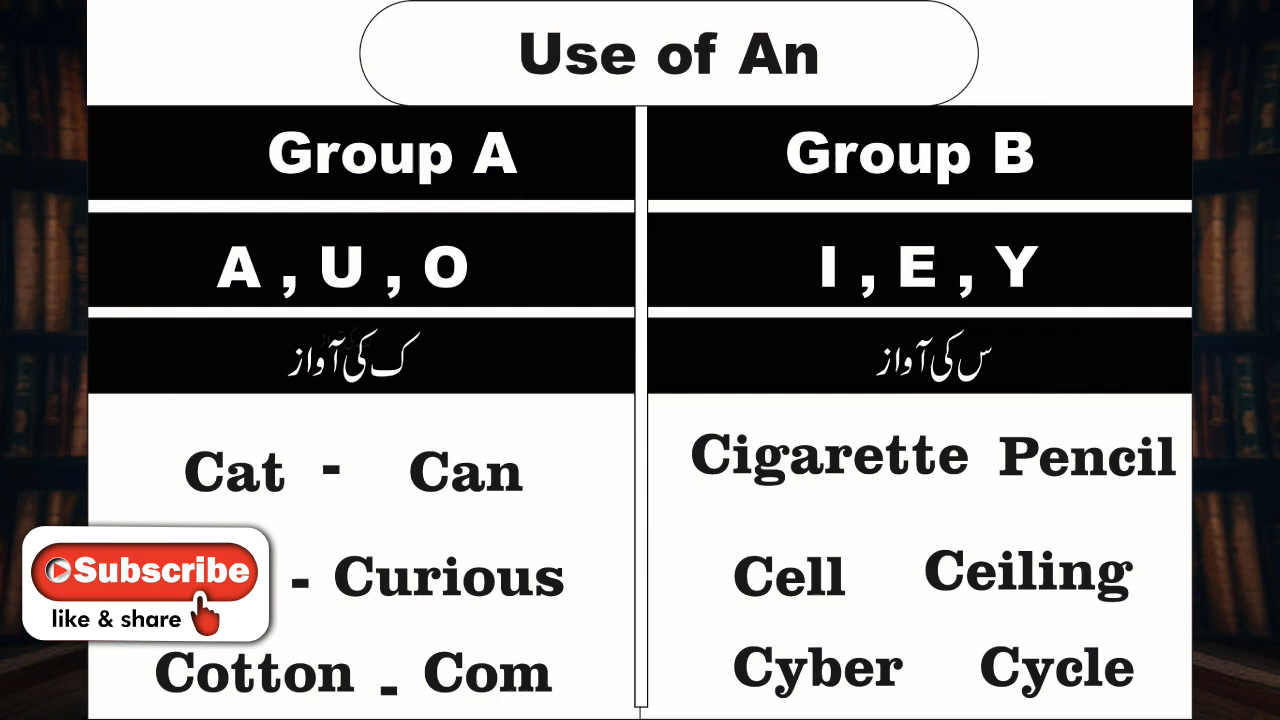 Use of An
Group A
Group B
A , U , O
I , E , Y
ک کی آواز
س کی آواز
Cat - Can
Cigarette Pencil
- Curious
Cell Ceiling
Subscribe
like & share
Cotton - Com
Cyber Cycle